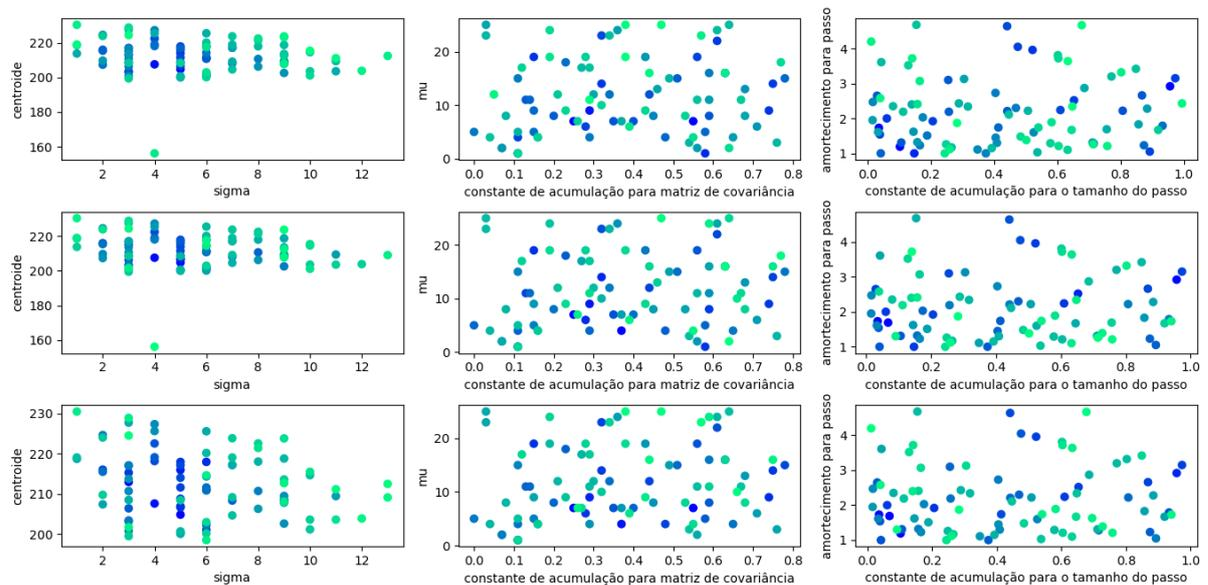 centroide
220
200
180
160
2 4 6 8 10 12
sigma
mu
20
10
0
0.0 0.1 0.2 0.3 0.4 0.5 0.6 0.7 0.8
constante de acumulação para matriz de covariância
amortecimento para passo
4
3
2
1
0.0 0.2 0.4 0.6 0.8 1.0
constante de acumulação para o tamanho do passo
centroide
220
200
180
160
2 4 6 8 10 12
sigma
mu
20
10
0
0.0 0.1 0.2 0.3 0.4 0.5 0.6 0.7 0.8
constante de acumulação para matriz de covariância
amortecimento para passo
4
3
2
1
0.0 0.2 0.4 0.6 0.8 1.0
constante de acumulação para o tamanho do passo
centroide
230
220
210
200
2 4 6 8 10 12
sigma
mu
20
10
0
0.0 0.1 0.2 0.3 0.4 0.5 0.6 0.7 0.8
constante de acumulação para matriz de covariância
amortecimento para passo
4
3
2
1
0.0 0.2 0.4 0.6 0.8 1.0
constante de acumulação para o tamanho do passo